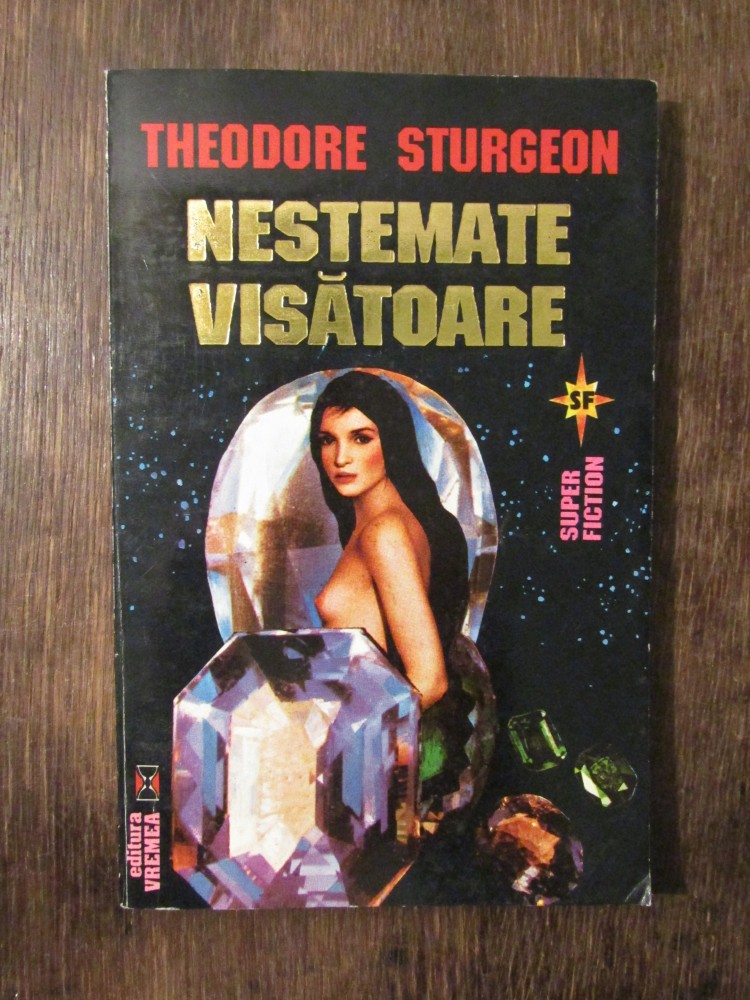 THEODORE STURGEON
NESTEMATE
VISĂTOARE
SF
SUPER
FICTION
editura
VREMEA